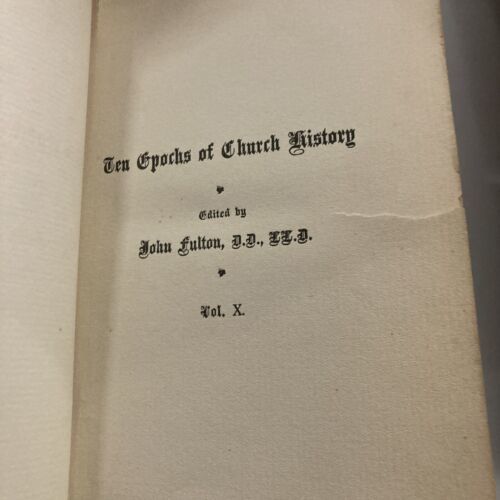 Ten Epochs of Church History
Edited by
John Fulton, D.D., LL.D.
Vol. X.